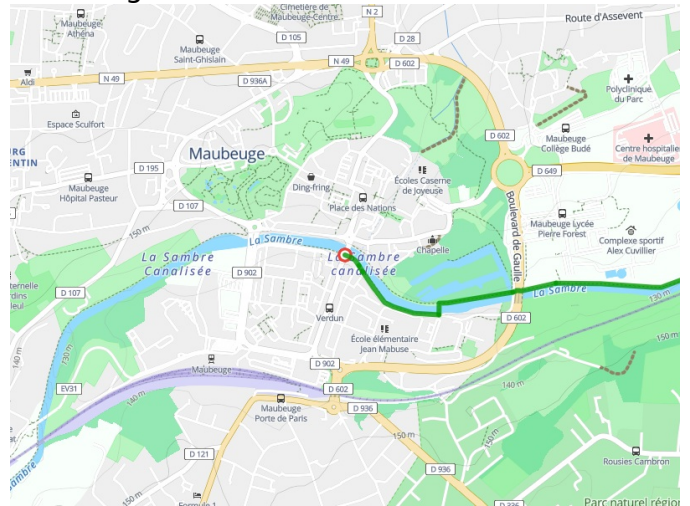 Cimetière de
Maubeuge-Centre
N 2
Route d'Assevent
Maubeuge
Athéna
D 105
D 28
Maubeuge
Saint-Ghislain
N 49
D 602
Aldi
N 49
D 936A
Polyclinique
du Parc
Espace Sculfort
D 602
Maubeuge
Collège Budé
Centre hospitalier
de Maubeuge
Maubeuge
D 195
Écoles Caserne
de Joyeuse
D 649
Maubeuge
Hôpital Pasteur
Ding-fring
Place des Nations
D 107
Boulevard de Gaulle
Maubeuge Lycée
Pierre Forest
Complexe sportif
Alex Cuvillier
150 m
La Sambre
Chapelle
La Sambre
Canalisée
La Sambre
canalisée
D 902
D 107
La Sambre
130 m
Verdun
D 602
École élémentaire
Jean Mabuse
150 m
140 m
130 m
D 902
Maubeuge
EV31
140 m
D 602
140 m
Maubeuge
Porte de Paris
D 936
150 m
D 121
D 936
Rousies Cambron
150 m
150 m
Formule 1
D 336
Parc naturel région